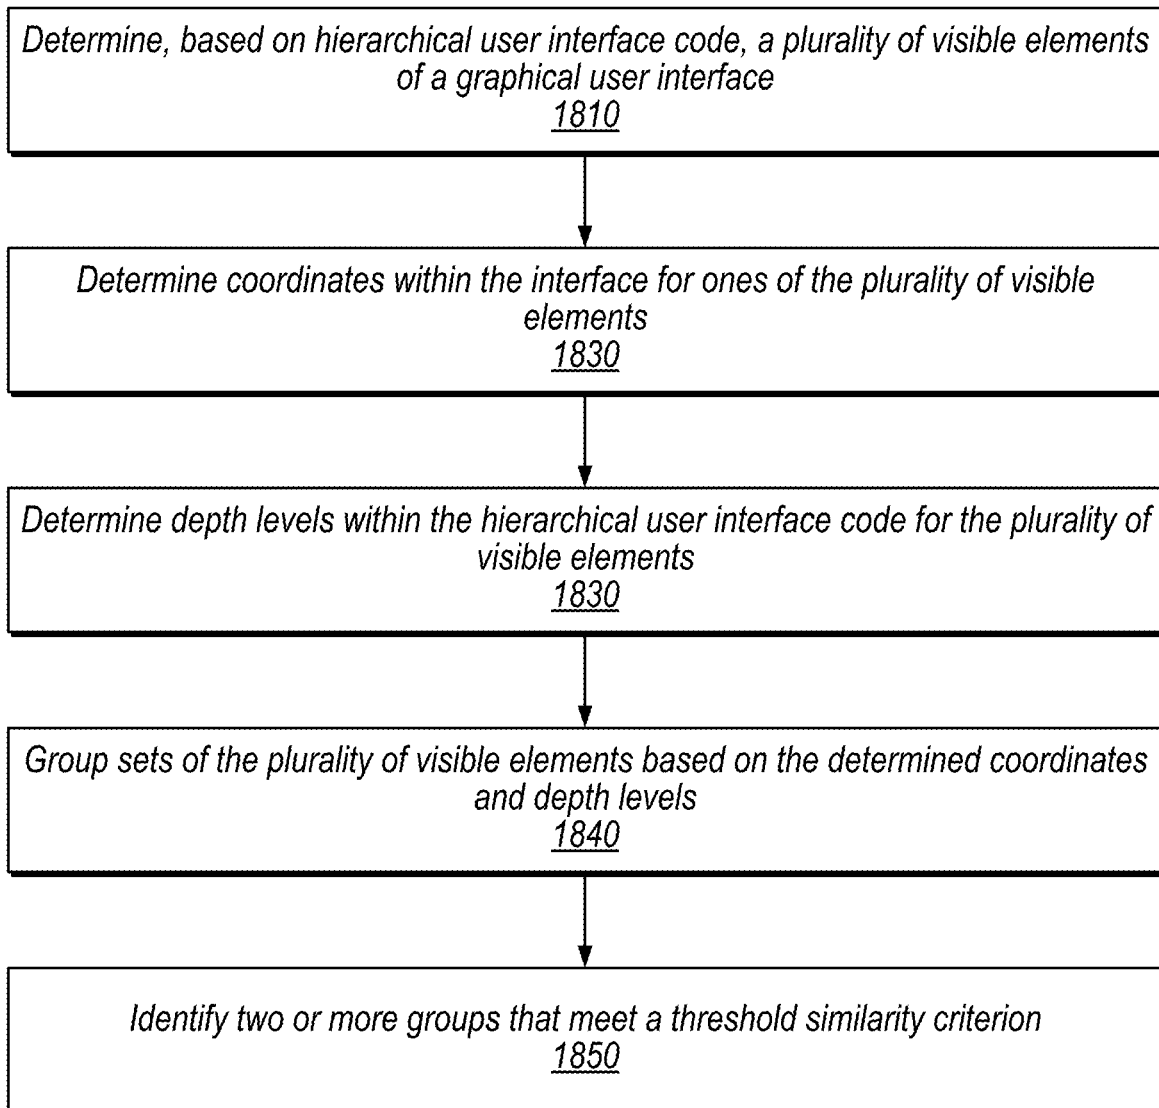 Determine, based on hierarchical user interface code, a plurality of visible elements
of a graphical user interface
1810
Determine coordinates within the interface for ones of the plurality of visible
elements
1830
Determine depth levels within the hierarchical user interface code for the plurality of
visible elements
1830
Group sets of the plurality of visible elements based on the determined coordinates
and depth levels
1840
Identify two or more groups that meet a threshold similarity criterion
1850